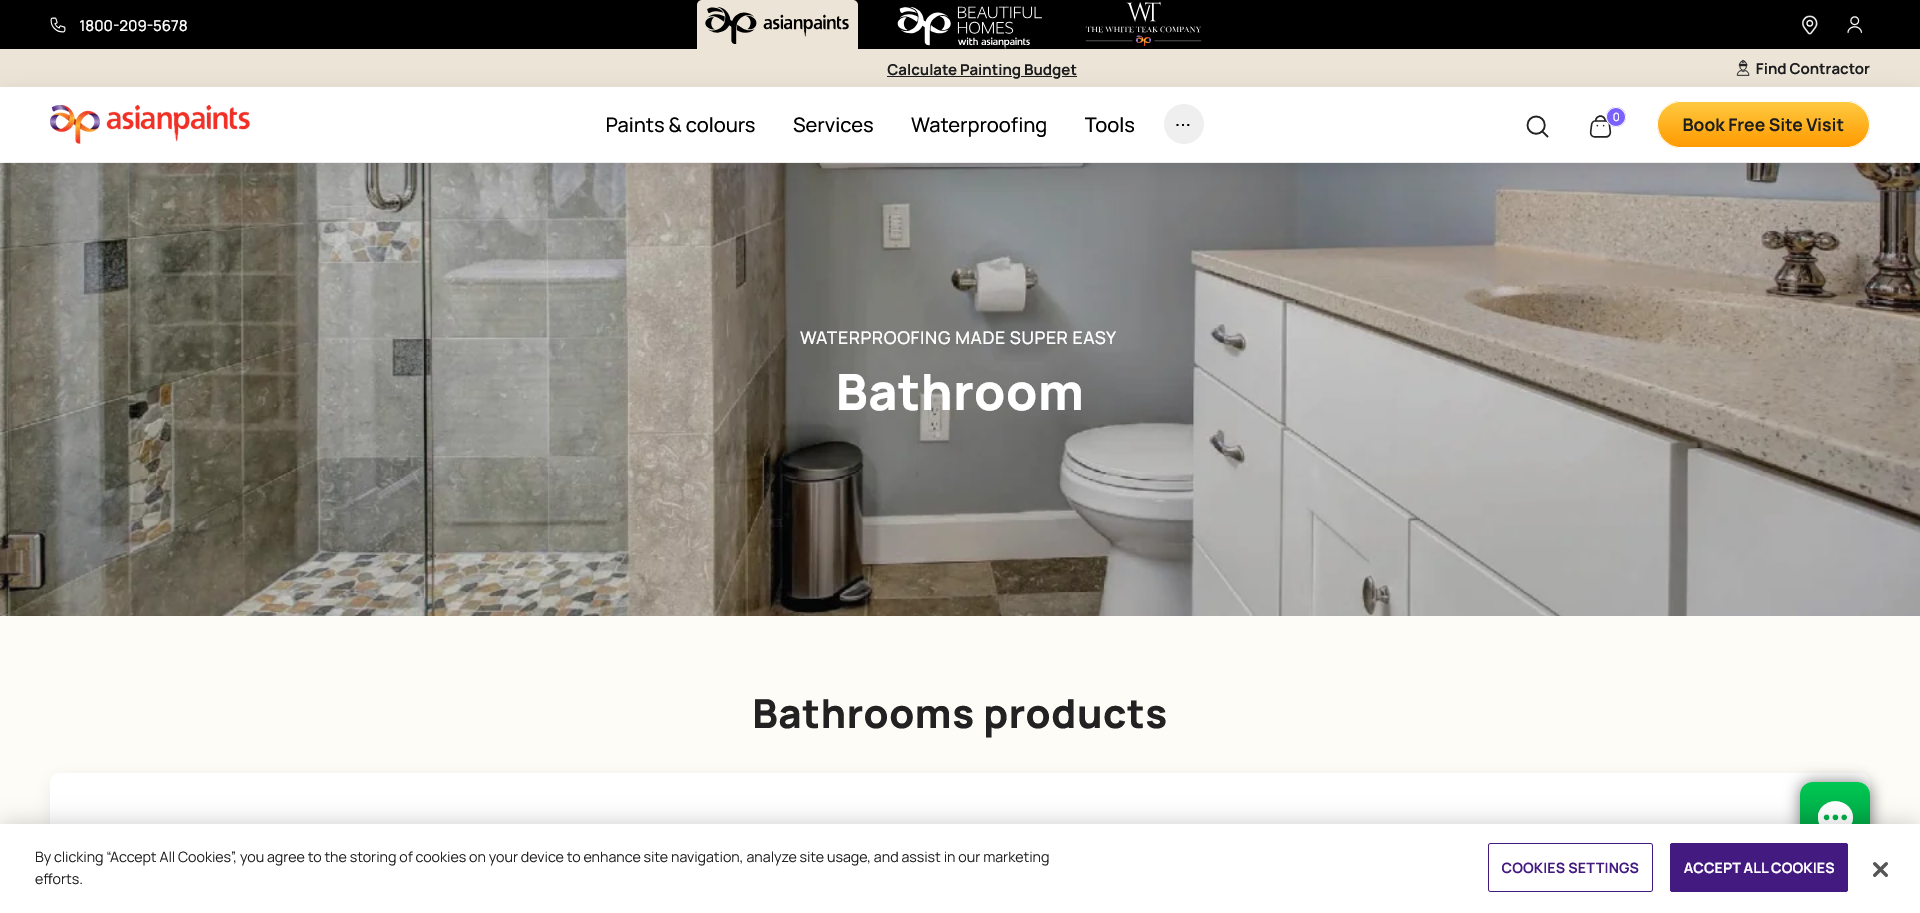 1800-209-5678
asianpaints
BEAUTIFUL
HOMES
with asianpaints
WT
THE WHITE TEAK COMPANY
Calculate Painting Budget
Find Contractor
asianpaints
Paints & colours
Services
Waterproofing
Tools
...
0
Book Free Site Visit
WATERPROOFING MADE SUPER EASY
Bathroom
Bathrooms products
By clicking “Accept All Cookies”, you agree to the storing of cookies on your device to enhance site navigation, analyze site usage, and assist in our marketing
efforts.
COOKIES SETTINGS
ACCEPT ALL COOKIES